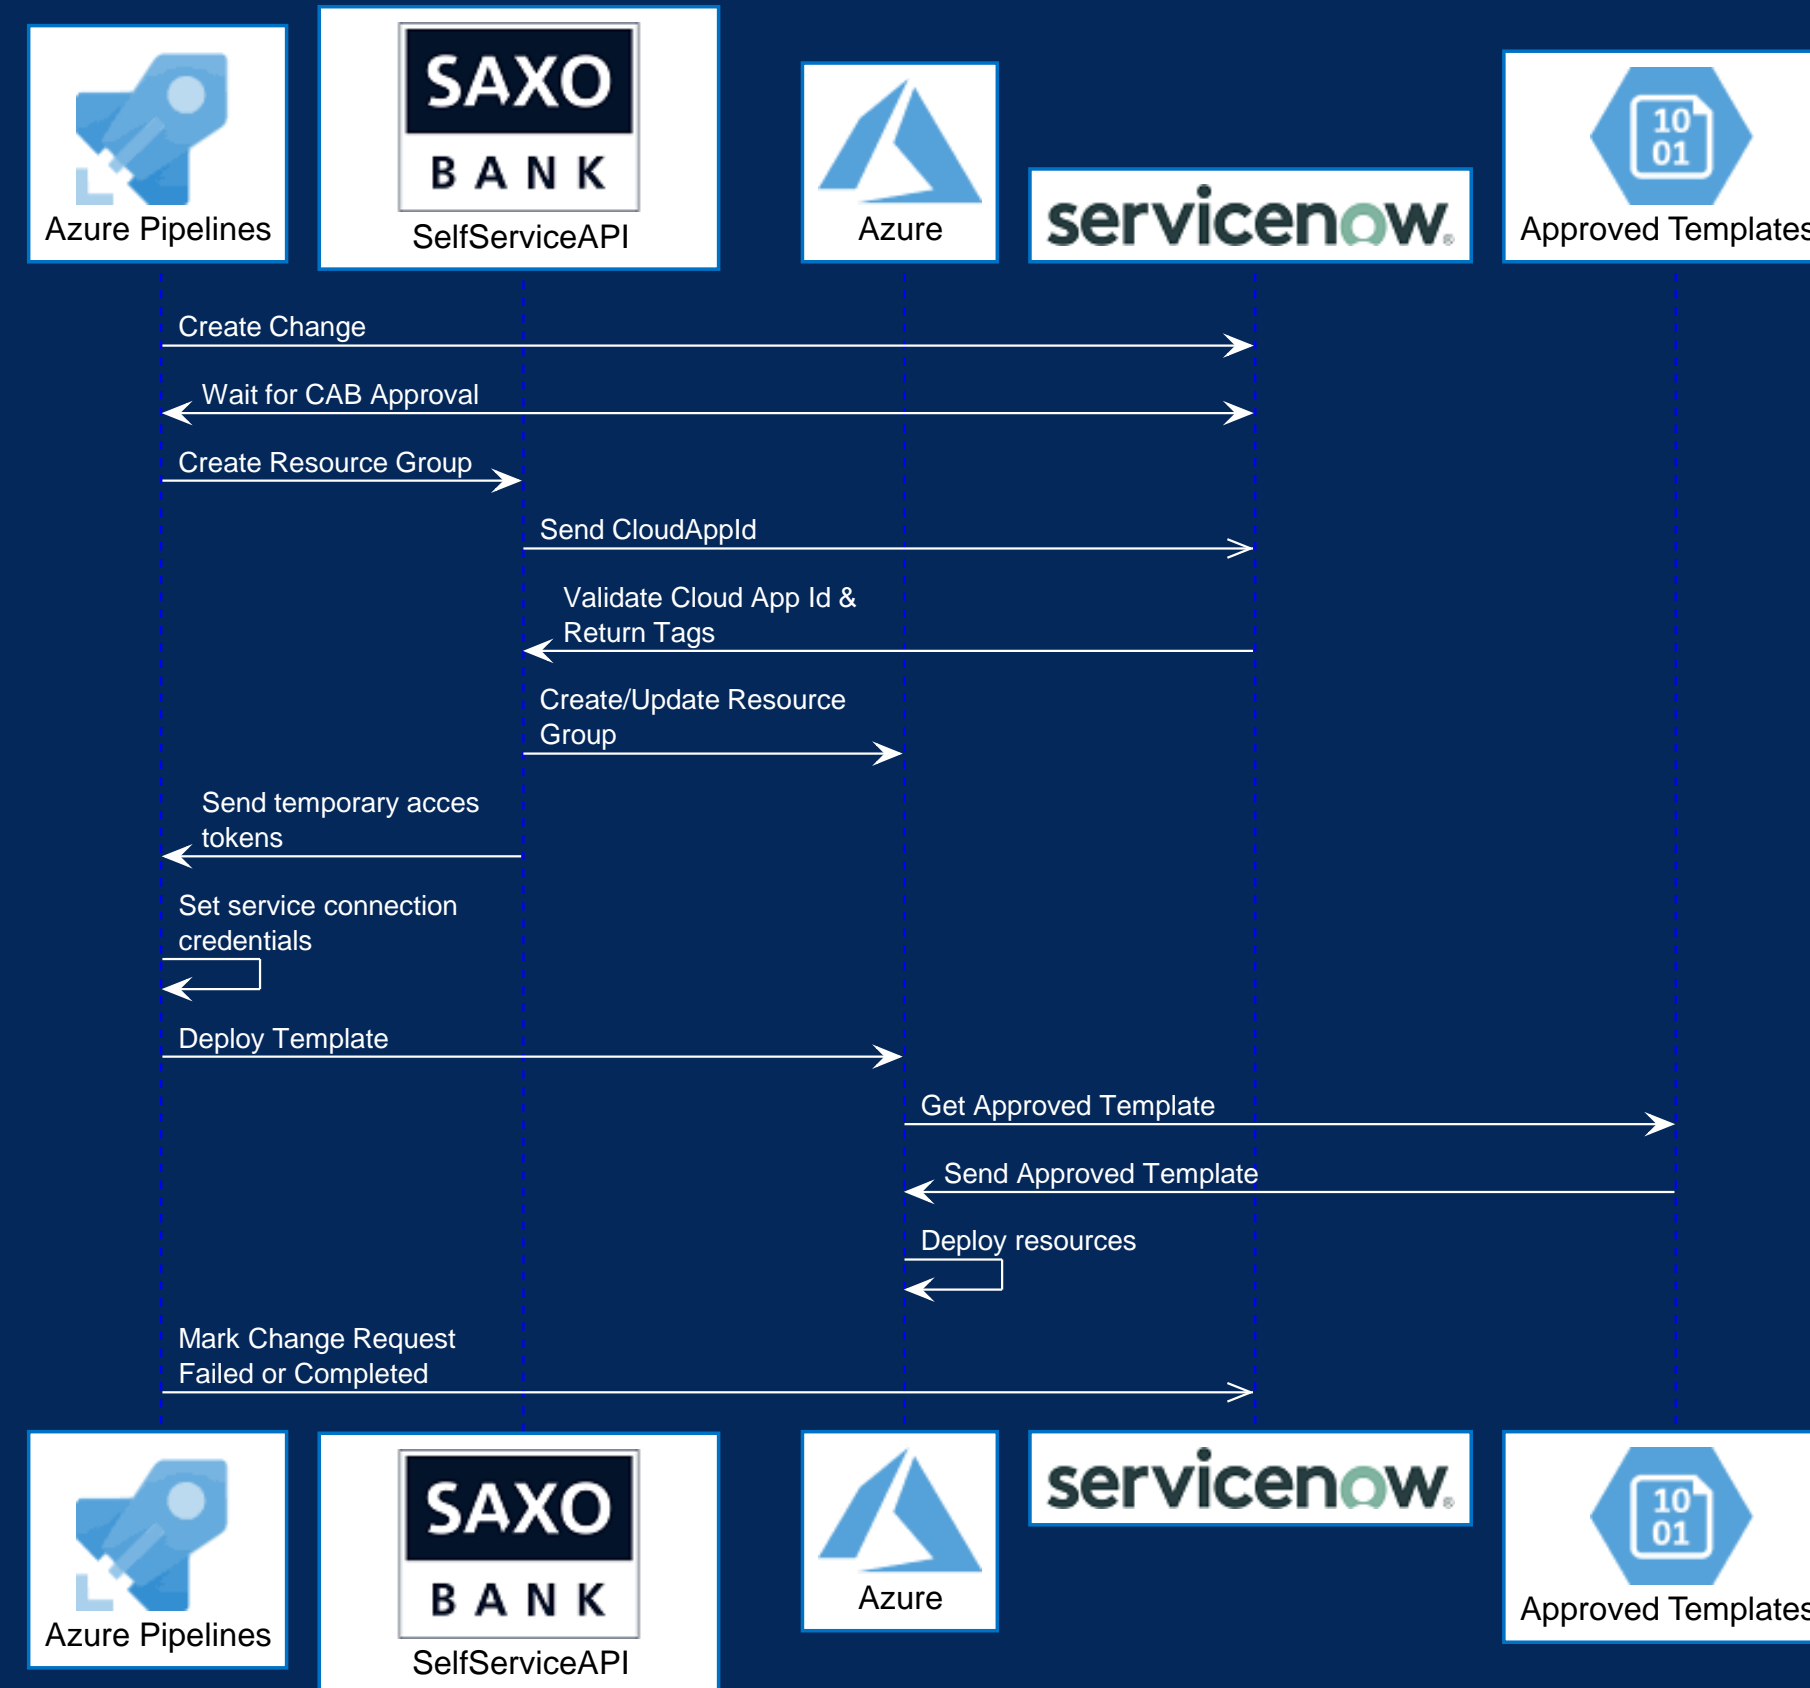 SAXO
BANK
Azure Pipelines
SelfServiceAPI
Azure
servicenow.
10
01
Approved Templates
Create Change
Wait for CAB Approval
Create Resource Group
Send CloudAppId
Validate Cloud App Id &
Return Tags
Create/Update Resource
Group
Send temporary acces
tokens
Set service connection
credentials
Deploy Template
Get Approved Template
Send Approved Template
Deploy resources
Mark Change Request
Failed or Completed
SAXO
BANK
Azure Pipelines
SelfServiceAPI
Azure
servicenow.
10
01
Approved Templates